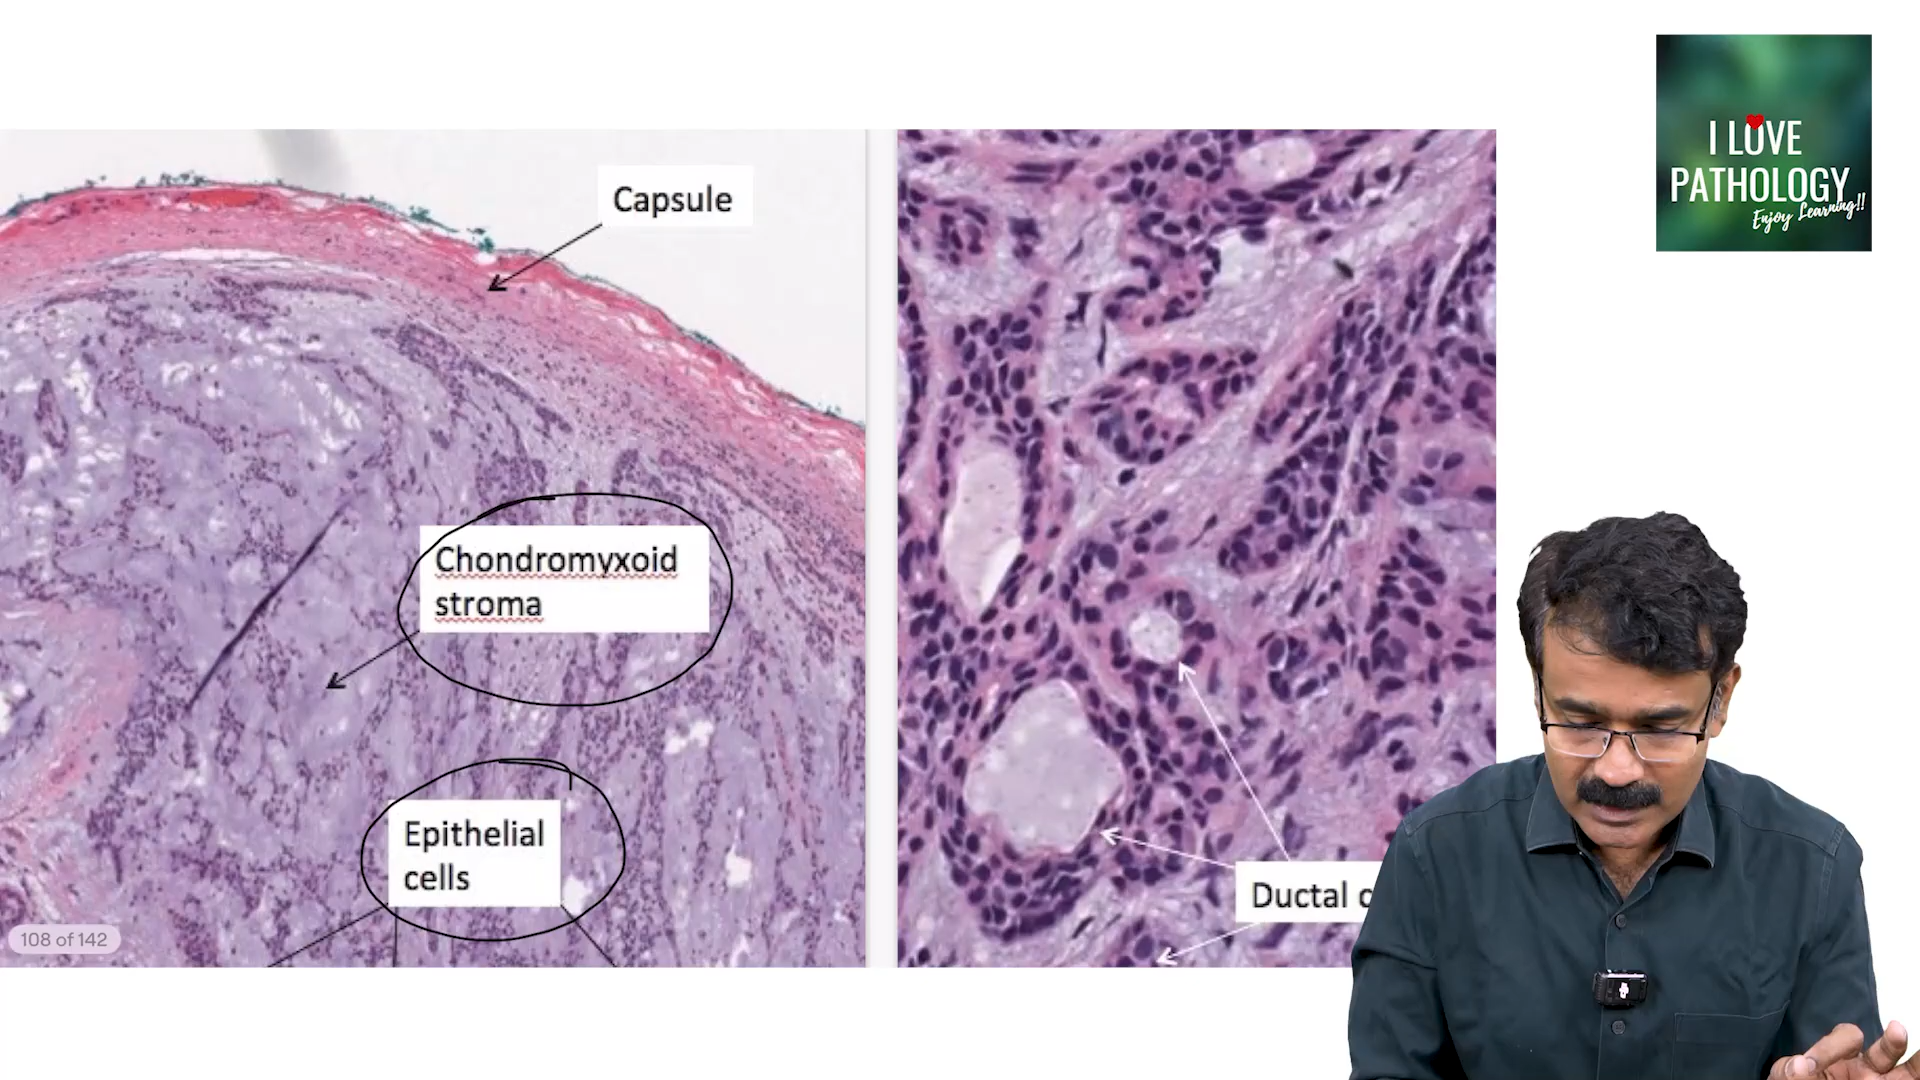 I LOVE
PATHOLOGY
Enjoy Learning!!
Capsule
Chondromyxoid
stroma
Epithelial
cells
Ductal
108 of 142